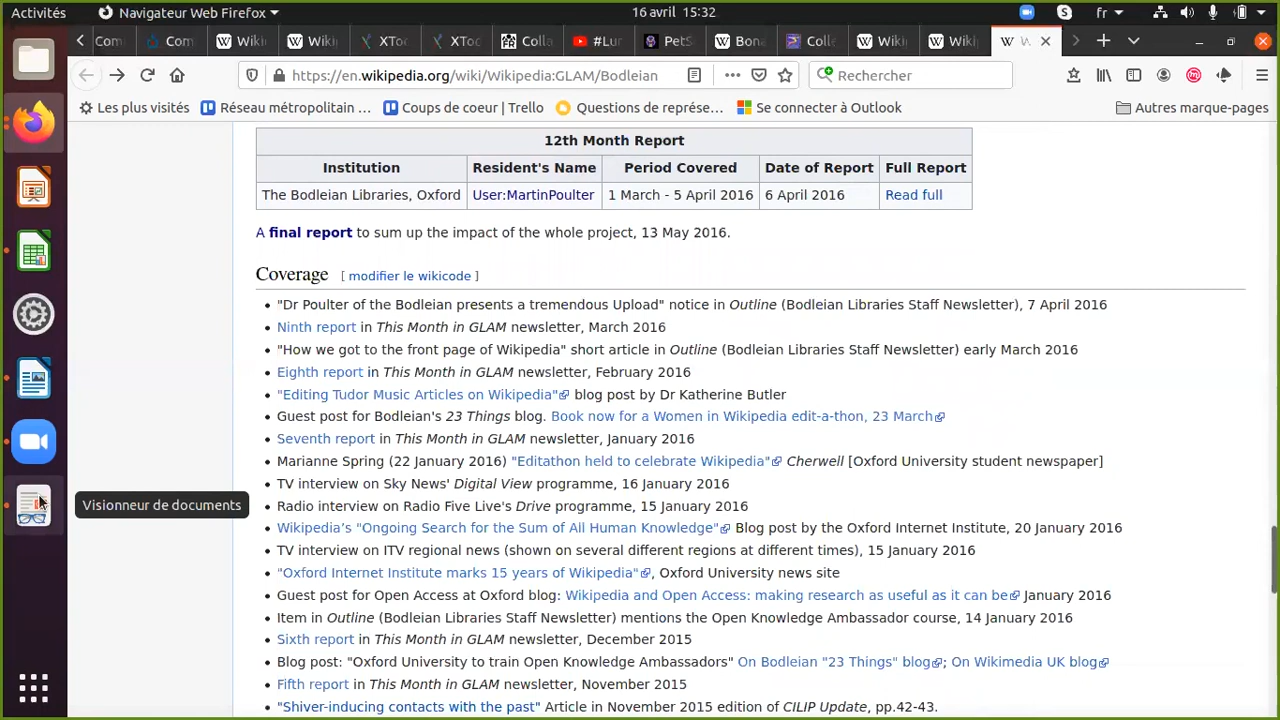 Activités
Navigateur Web Firefox
16 avril 15:32
fr
Com
Com
Wiki
Wiki
XToo
XToo
Colla
#Lun
PetS
Bona
Colle
Wiki
Wiki
W
https://en.wikipedia.org/wiki/Wikipedia:GLAM/Bodleian
Rechercher
Les plus visités
Réseau métropolitain ...
Coups de oeur | Trello
Questions de représe...
Se connecter à Outlook
Autres marque-pages
12th Month Report
Institution Resident's Name Period Covered Date of Report Full Report
The Bodleian Libraries, Oxford User:MartinPoulter 1 March - 5 April 2016 6 April 2016 Read full
A final report to sum up the impact of the whole project, 13 May 2016.
Coverage [ modifier le wikicode ]
"Dr Poulter of the Bodleian presents a tremendous Upload" notice in Outline (Bodleian Libraries Staff Newsletter), 7 April 2016
Ninth report in This Month in GLAM newsletter, March 2016
"How we got to the front page of Wikipedia" short article in Outline (Bodleian Libraries Staff Newsletter) early March 2016
Eighth report in This Month in GLAM newsletter, February 2016
"Editing Tudor Music Articles on Wikipedia" blog post by Dr Katherine Butler
Guest post for Bodleian's 23 Things blog. Book now for a Women in Wikipedia edit-a-thon, 23 March
Seventh report in This Month in GLAM newsletter, January 2016
Marianne Spring (22 January 2016) "Editathon held to celebrate Wikipedia" Cherwell [Oxford University student newspaper]
TV interview on Sky News' Digital View programme, 16 January 2016
Radio interview on Radio Five Live's Drive programme, 15 January 2016
Wikipedia’s "Ongoing Search for the Sum of All Human Knowledge" Blog post by the Oxford Internet Institute, 20 January 2016
TV interview on ITV regional news (shown on several different regions at different times), 15 January 2016
"Oxford Internet Institute marks 15 years of Wikipedia", Oxford University news site
Guest post for Open Access at Oxford blog: Wikipedia and Open Access: making research as useful as it can be January 2016
Item in Outline (Bodleian Libraries Staff Newsletter) mentions the Open Knowledge Ambassador course, 14 January 2016
Sixth report in This Month in GLAM newsletter, December 2015
Blog post: "Oxford University to train Open Knowledge Ambassadors" On Bodleian "23 Things" blog; On Wikimedia UK blog
Fifth report in This Month in GLAM newsletter, November 2015
"Shiver-inducing contacts with the past" Article in November 2015 edition of CILIP Update, pp.42-43.
Visionneur de documents